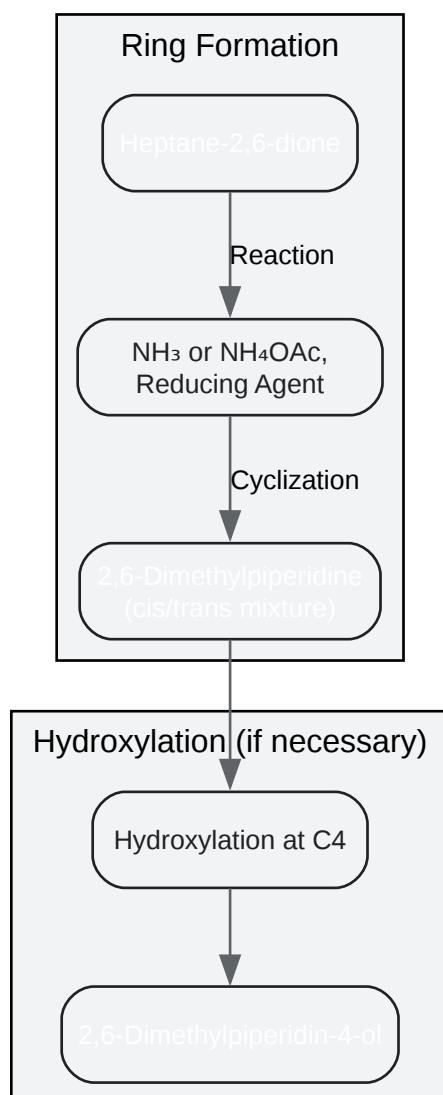 Ring Formation
Heptane-2,6-dione
Reaction
NH₃ or NH₄OAc,
Reducing Agent
Cyclization
2,6-Dimethylpiperidine
(cis/trans mixture)
Hydroxylation (if necessary)
Hydroxylation at C4
2,6-Dimethylpiperidin-4-ol